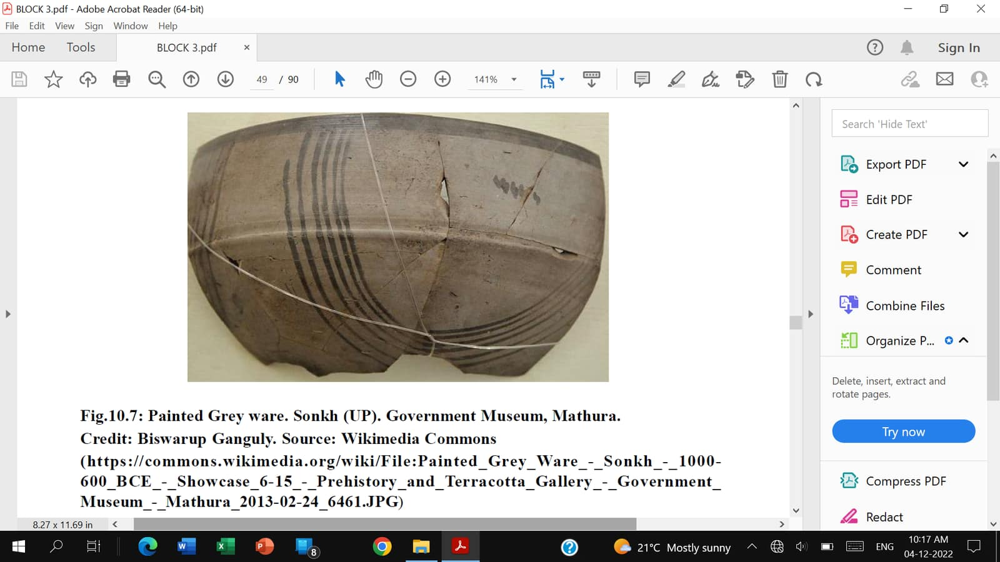 BLOCK 3.pdf - Adobe Acrobat Reader (64-bit)
File Edit View Sign Window Help
Home Tools BLOCK 3.pdf × Sign In
49 / 90 141%
Search 'Hide Text'
Export PDF
Edit PDF
Create PDF
Comment
Combine Files
Organize P...
Delete, insert, extract and
rotate pages.
Try now
Compress PDF
Redact
Fig.10.7: Painted Grey ware. Sonkh (UP). Government Museum, Mathura.
Credit: Biswarup Ganguly. Source: Wikimedia Commons
(https://commons.wikimedia.org/wiki/File:Painted_Grey_Ware_-_Sonkh_-_1000-
600_BCE_-_Showcase_6-15_-_Prehistory_and_Terracotta_Gallery_-_Government_
Museum_-_Mathura_2013-02-24_6461.JPG)
8.27 x 11.69 in
8
21°C Mostly sunny
ENG
10:17 AM
04-12-2022